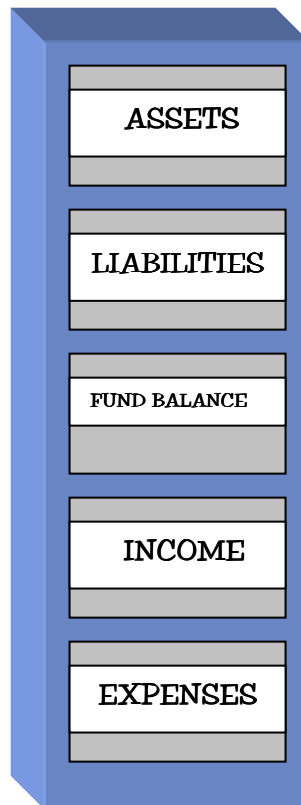 ASSETS
LIABILITIES
FUND BALANCE
INCOME
EXPENSES